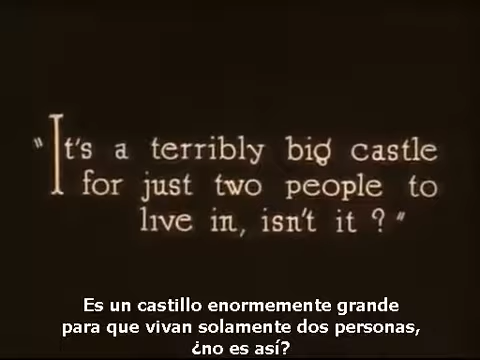 "It's a terribly big castle
for just two people to
live in, isn't it?"
Es un castillo enormemente grande
para que vivan solamente dos personas,
¿no es así?